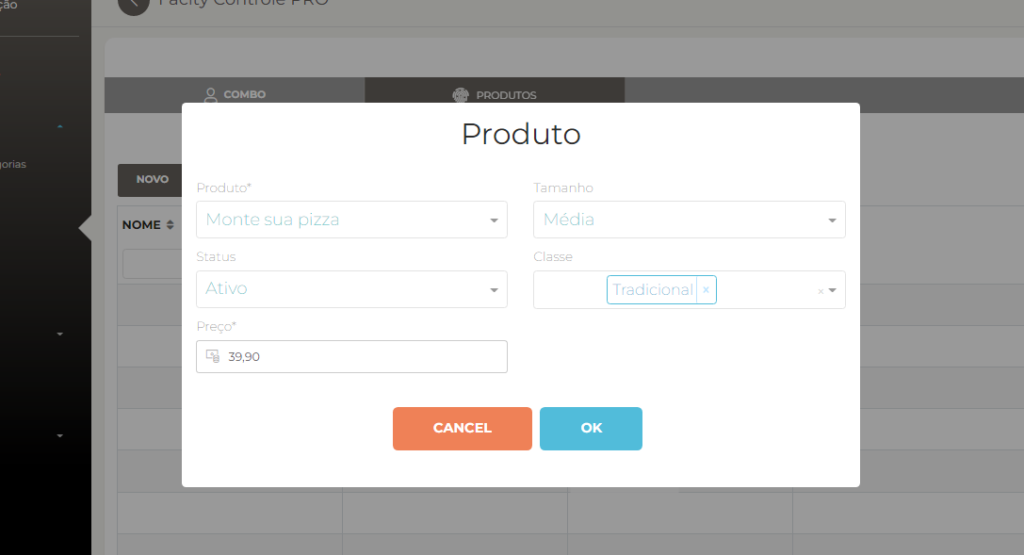 ção
Facity Controle PRO
COMBO
PRODUTOS
gorias
NOVO
NOME
Produto
Produto*
Tamanho
Monte sua pizza
Média
Status
Classe
Ativo
Tradicional ×
×
Preço*
39,90
CANCEL
OK